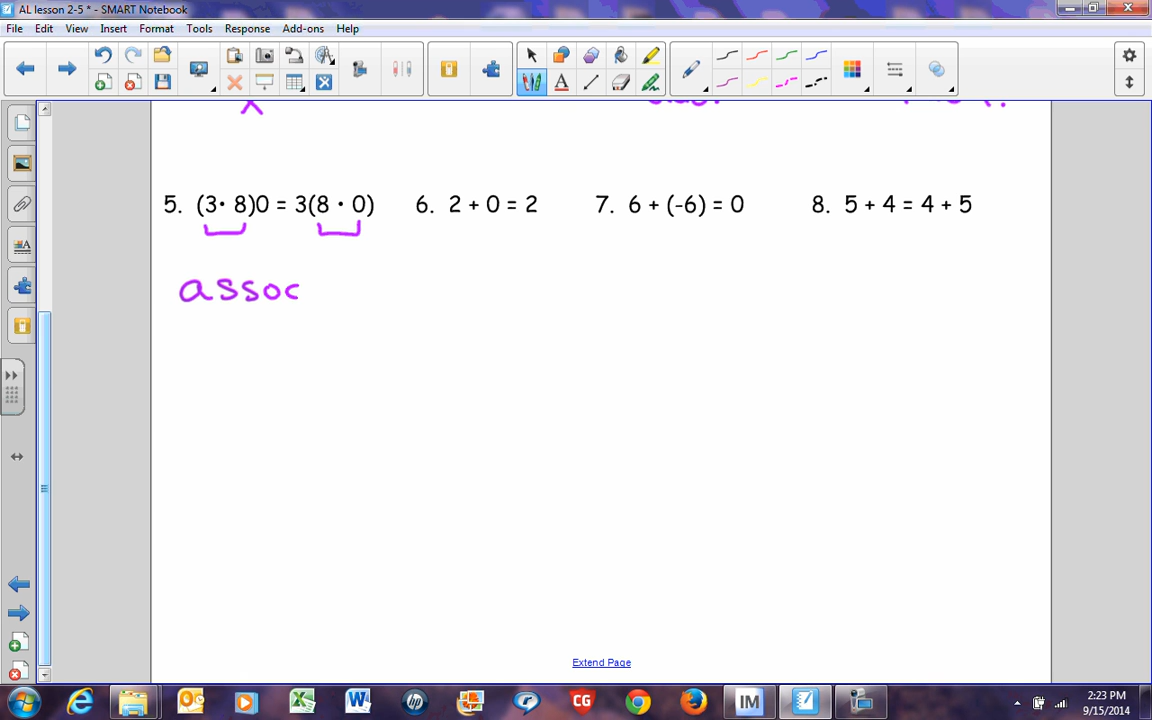 AL lesson 2-5 * - SMART Notebook
File Edit View Insert Format Tools Response Add-ons Help
5. (3• 8)0 = 3(8 • 0) 6. 2 + 0 = 2 7. 6 + (-6) = 0 8. 5 + 4 = 4 + 5
assoc
Extend Page
CG IM
2:23 PM
9/15/2014